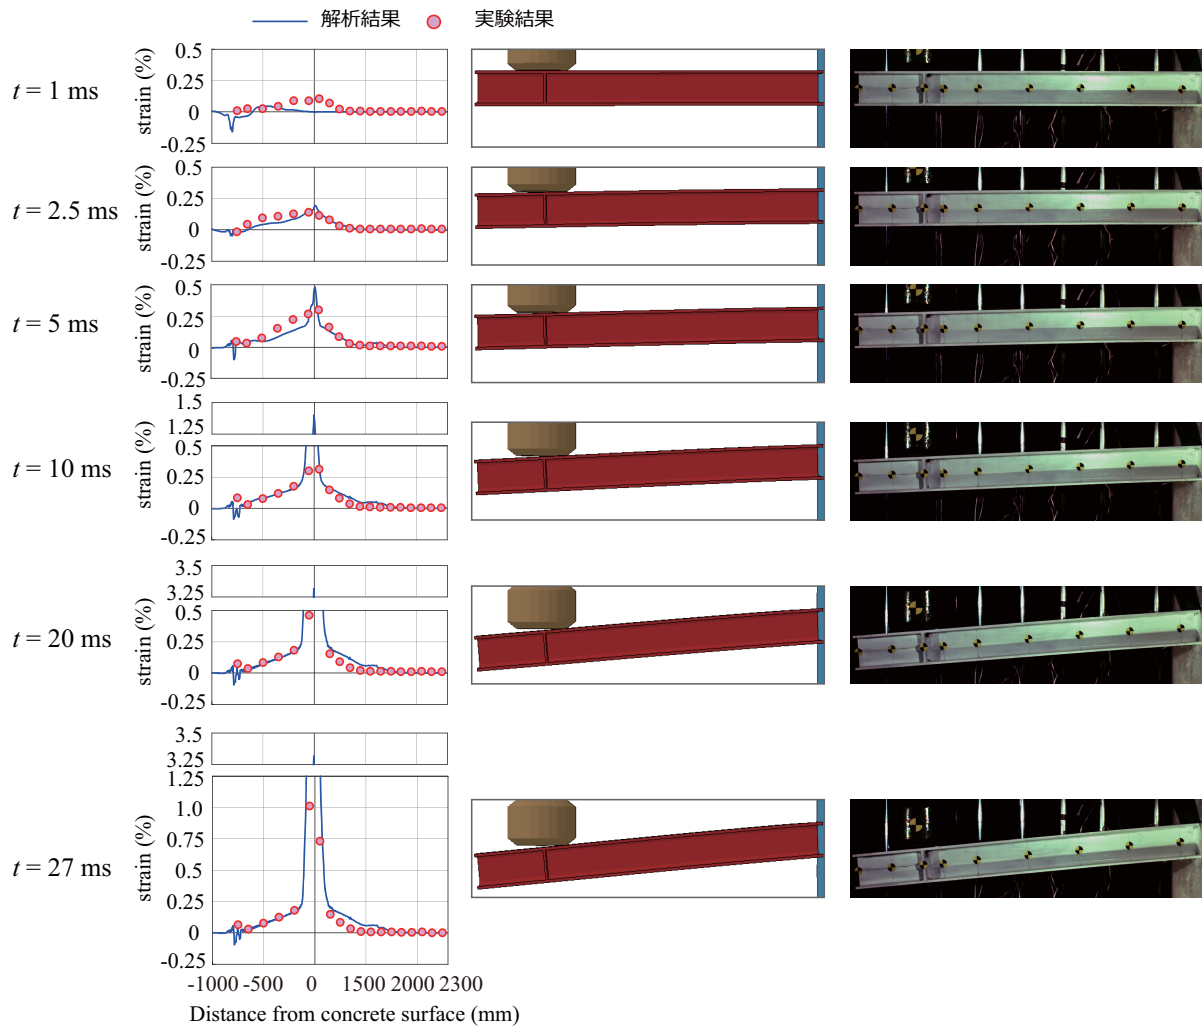 解析結果 実験結果
t = 1 ms
strain (%)
0.5
0.25
0
-0.25
t = 2.5 ms
strain (%)
0.5
0.25
0
-0.25
t = 5 ms
strain (%)
0.5
0.25
0
-0.25
t = 10 ms
strain (%)
1.5
1.25
0.5
0.25
0
-0.25
t = 20 ms
strain (%)
3.5
3.25
0.5
0.25
0
-0.25
t = 27 ms
strain (%)
3.5
3.25
1.25
1.0
0.75
0.5
0.25
0
-0.25
-1000 -500 0 1500 2000 2300
Distance from concrete surface (mm)